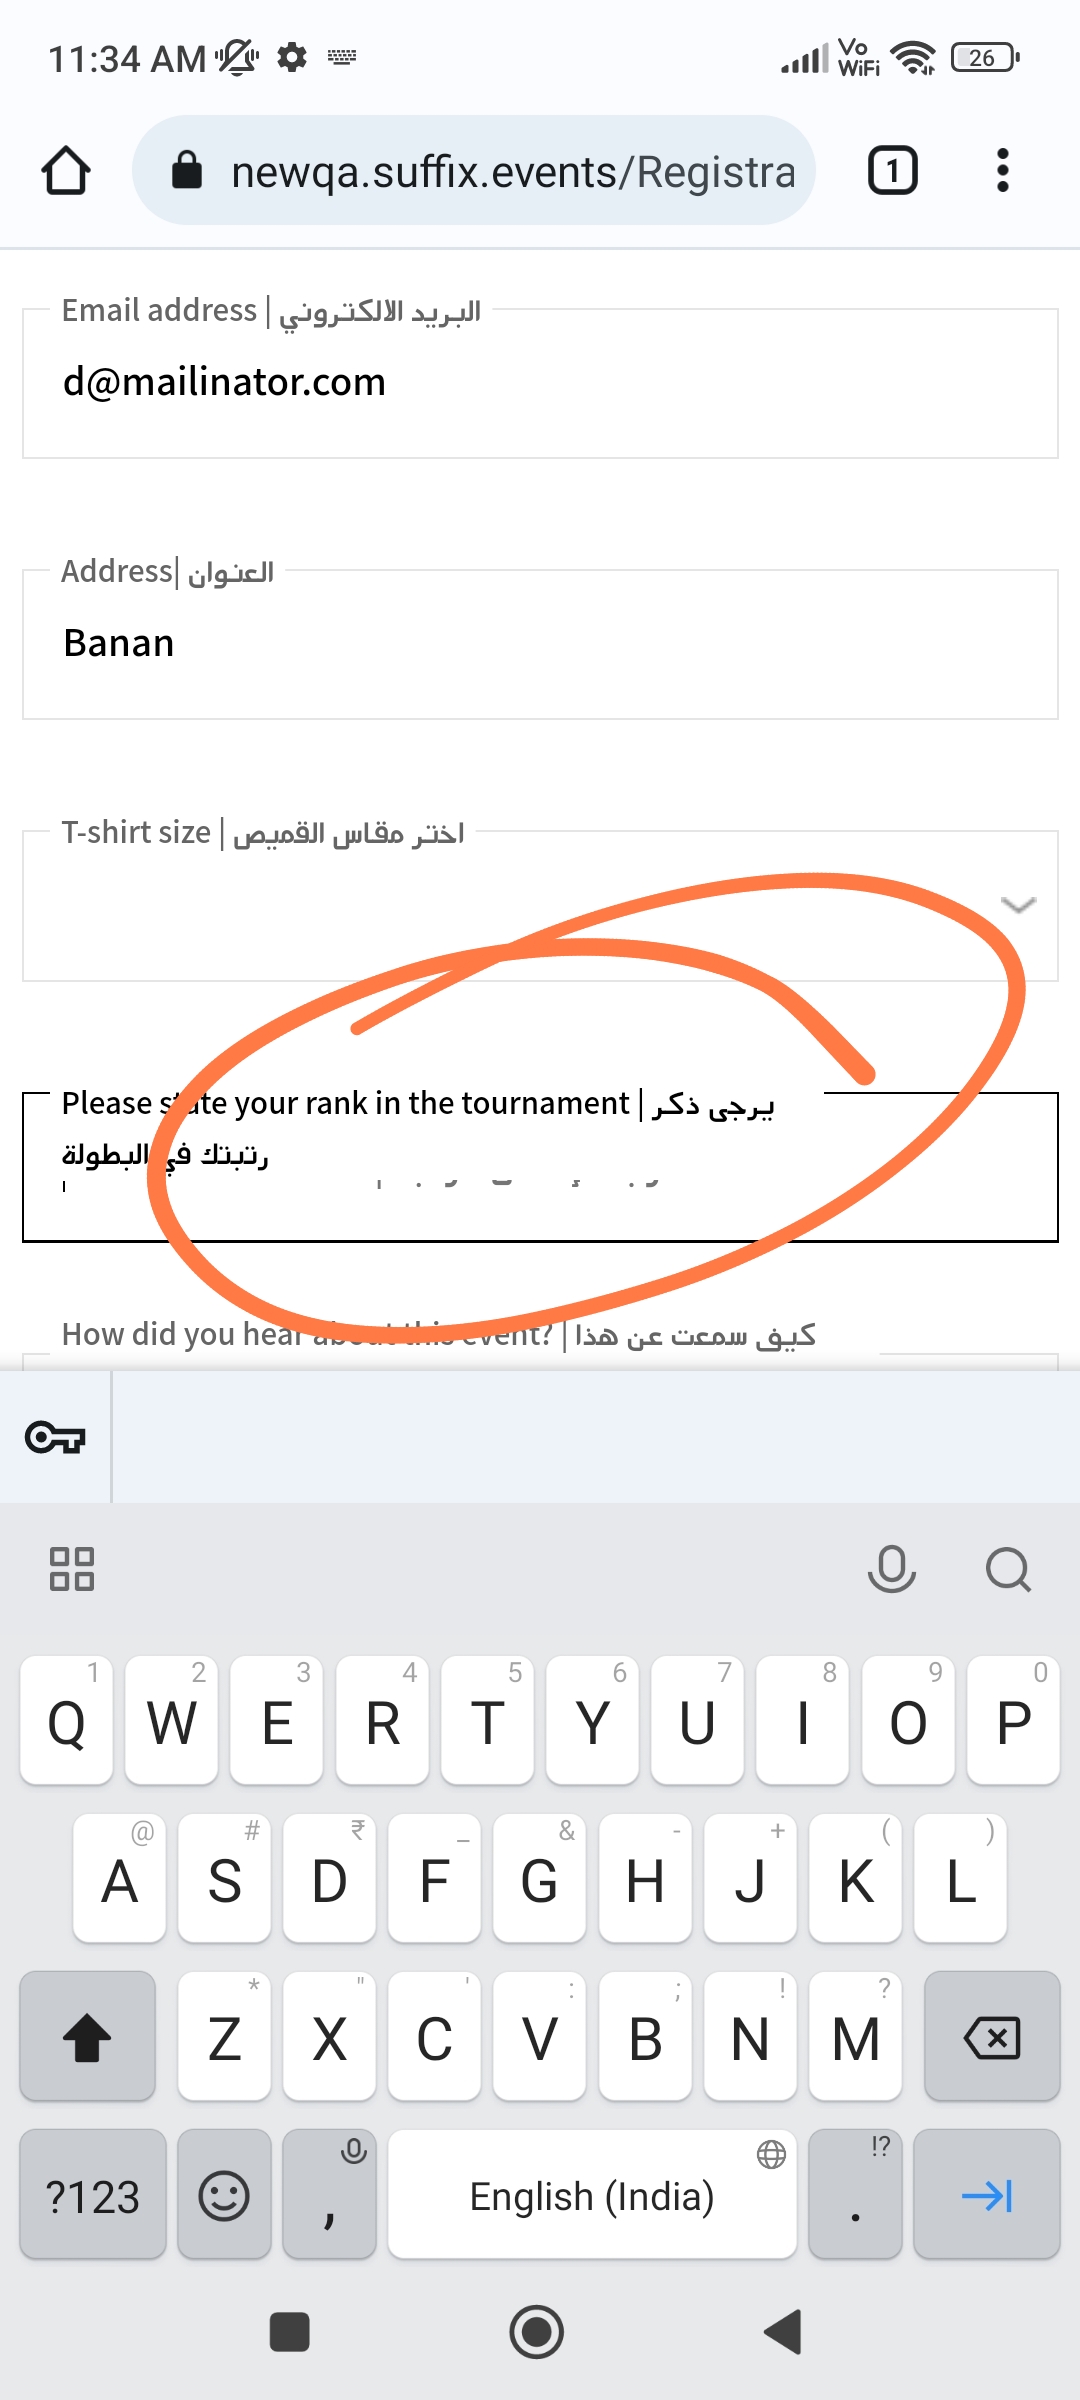 11:34 AM
Vo WiFi
26
newqa.suffix.events/Registra
1
Email address | البريد الالكتروني
d@mailinator.com
Address| العنوان
Banan
T-shirt size | اختر مقاس القميص
Please state your rank in the tournament | يرجى ذكر
رتبتك في البطولة
How did you hear about this event? | كيف سمعت عن هذا
1 2 3 4 5 6 7 8 9 0
Q W E R T Y U I O P
@ # ₹ _ & - + ( )
A S D F G H J K L
* " ' : ; ! ?
Z X C V B N M
!?
?123 , English (India) .